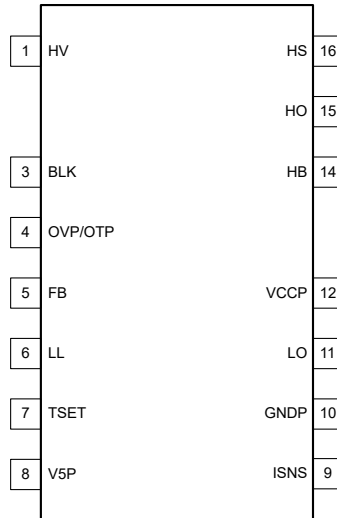 1 HV HS 16
HO 15
3 BLK HB 14
4 OVP/OTP
5 FB VCCP 12
6 LL LO 11
7 TSET GNDP 10
8 V5P ISNS 9